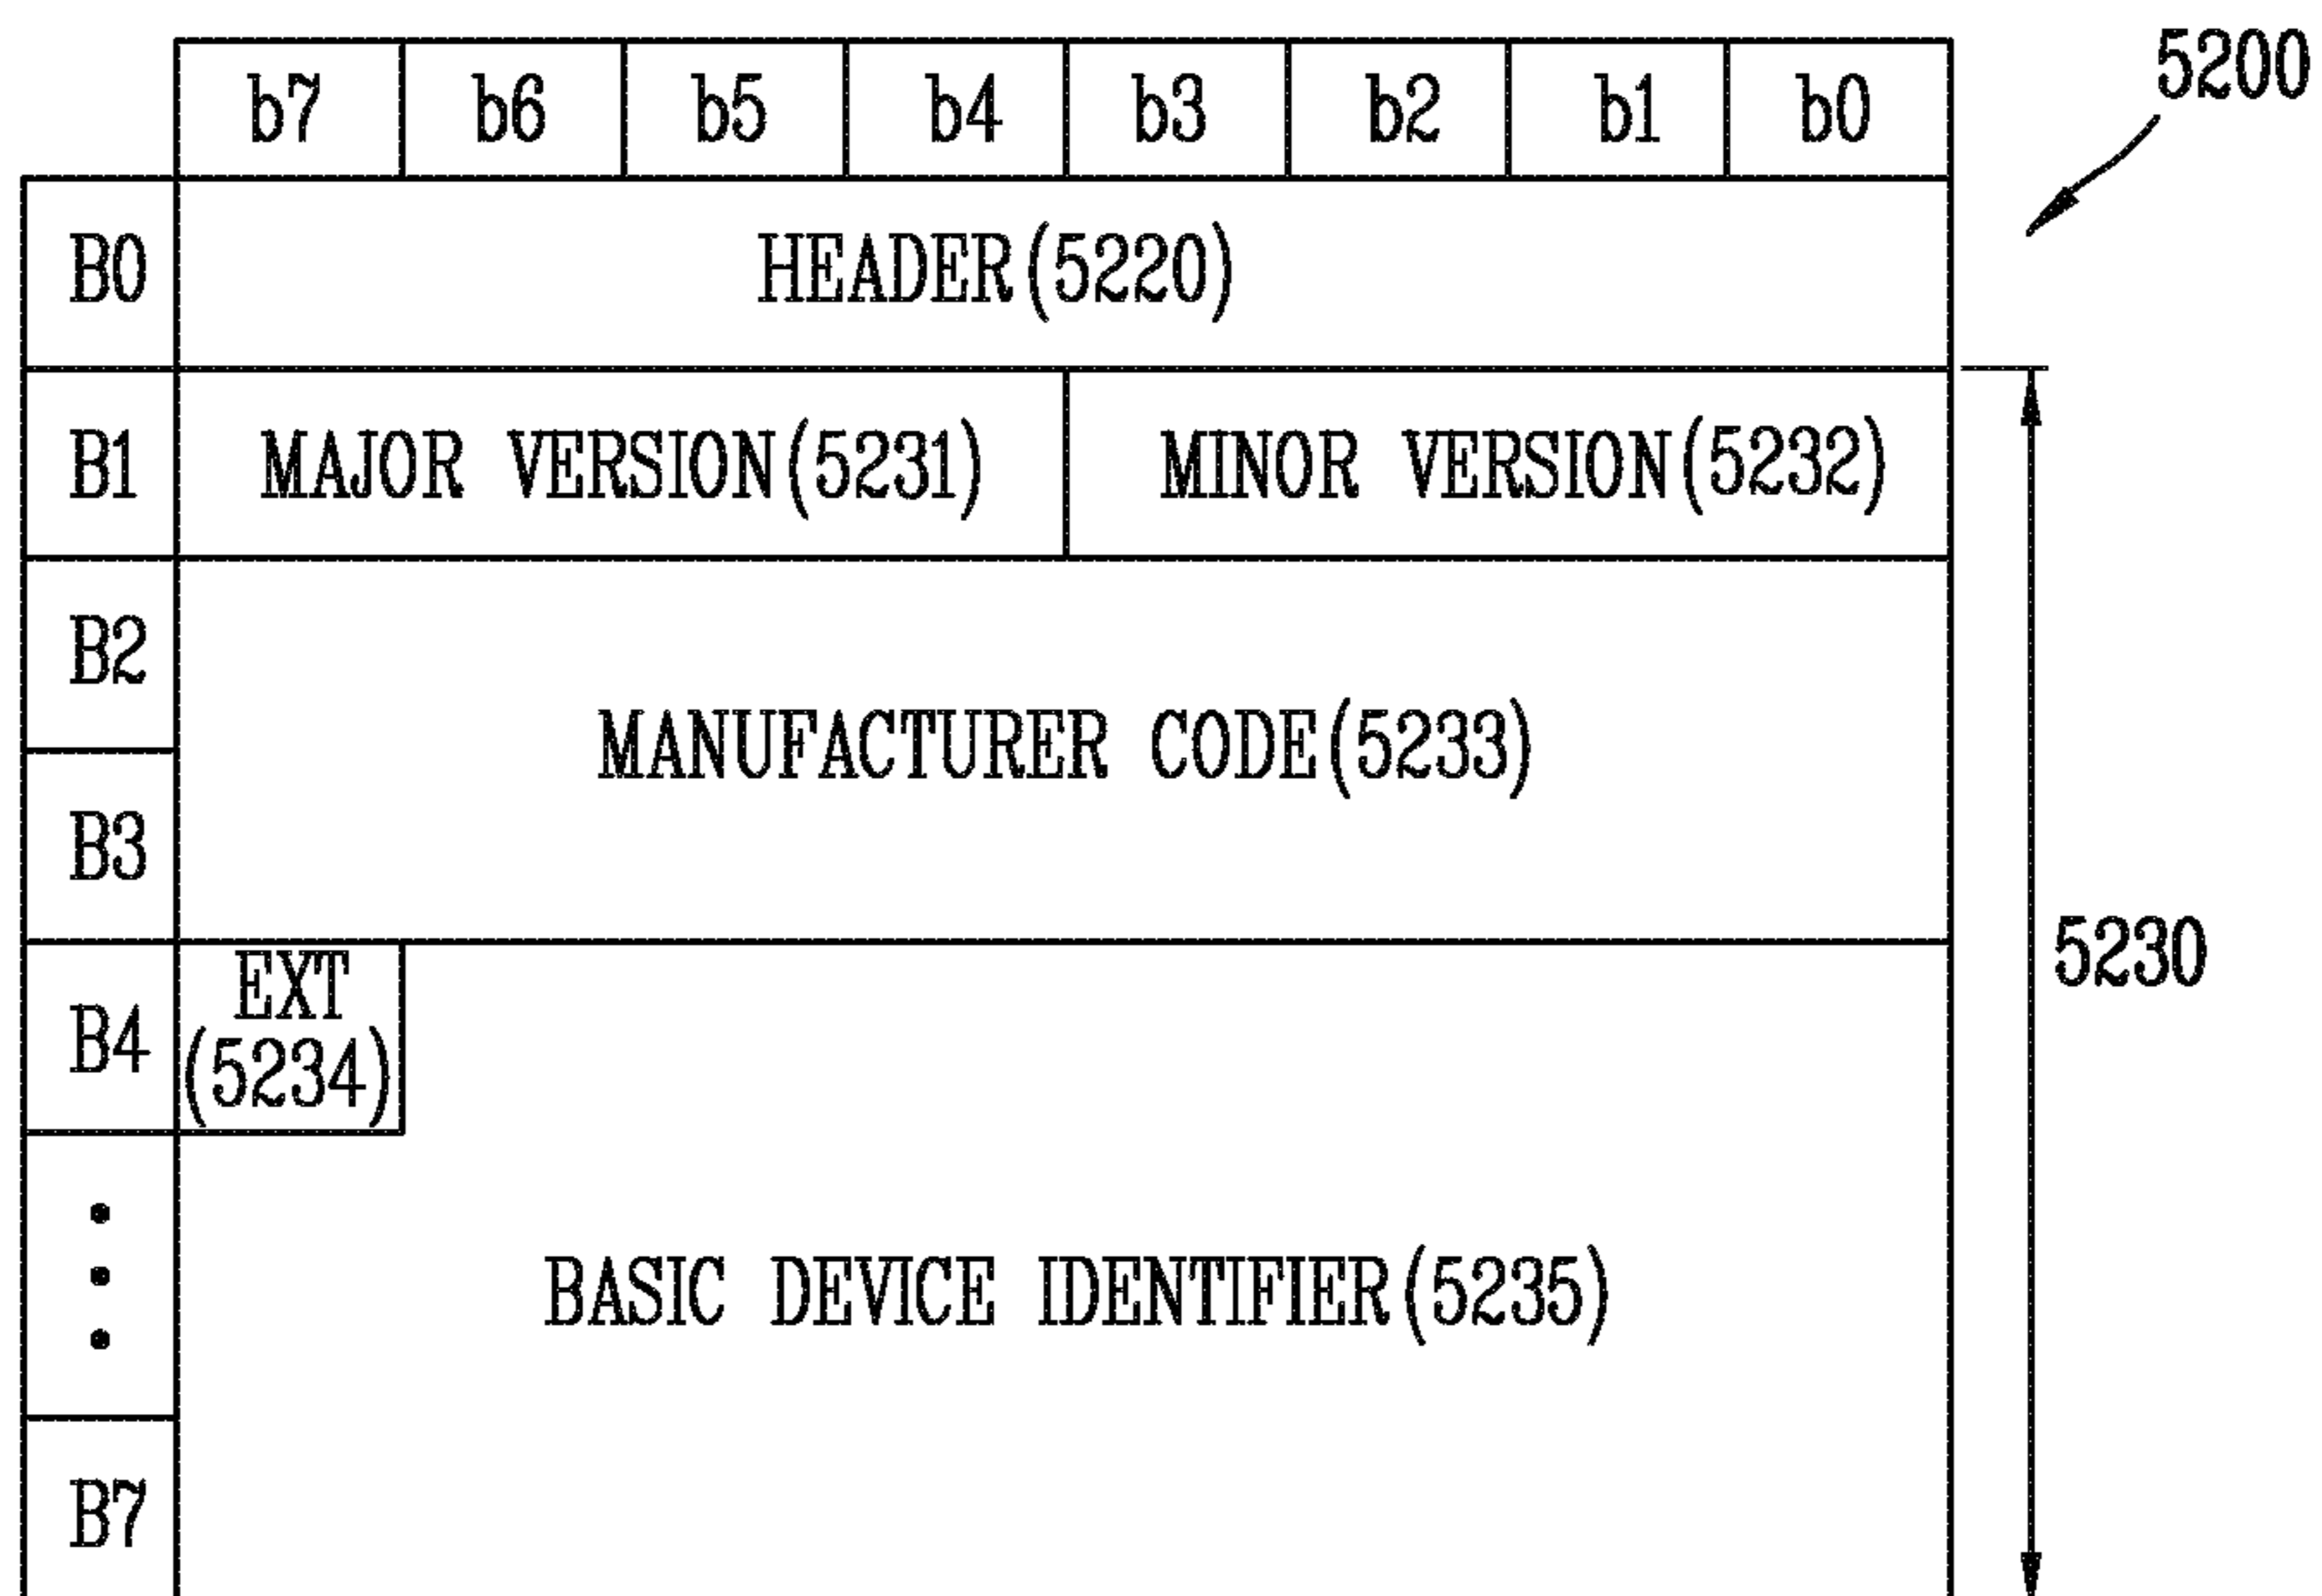 b7 b6 b5 b4 b3 b2 b1 b0
5200
B0 HEADER(5220)
B1 MAJOR VERSION(5231) MINOR VERSION(5232)
B2
MANUFACTURER CODE(5233)
B3
B4 EXT
(5234)
5230
BASIC DEVICE IDENTIFIER(5235)
B7